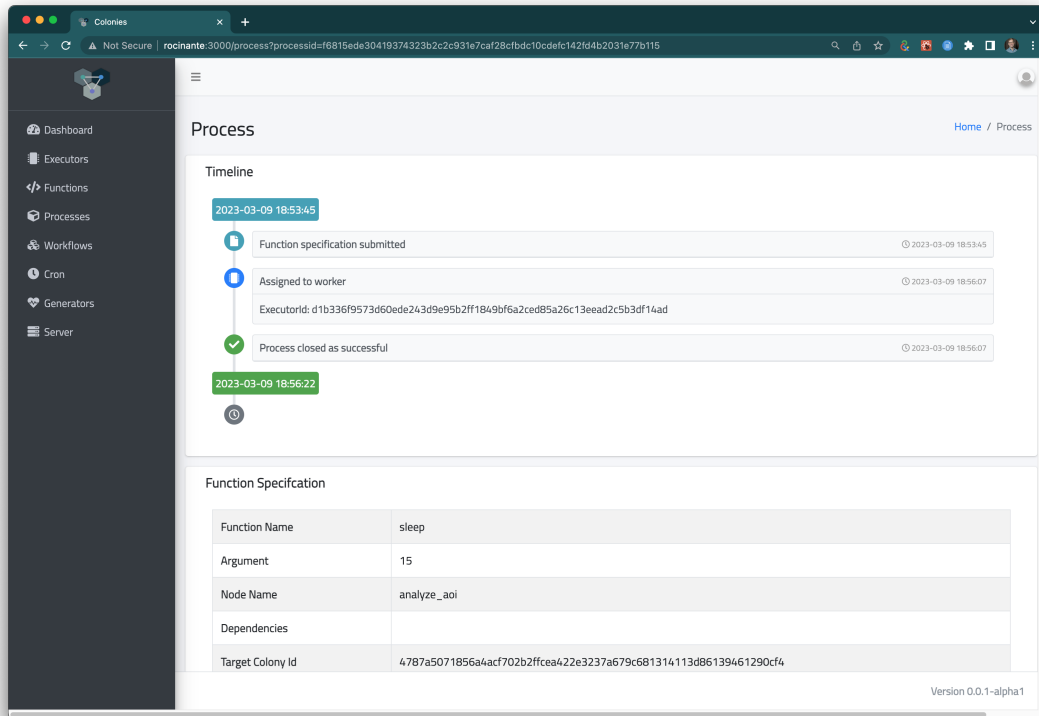 Colonies
Not Secure | rocinante:3000/process?processid=f6815ede30419374323b2c2c931e7caf28cfbdc10cdefc142fd4b2031e77b115
Dashboard
Executors
Functions
Processes
Workflows
Cron
Generators
Server
Process
Home / Process
Timeline
2023-03-09 18:53:45
Function specification submitted 2023-03-09 18:53:45
Assigned to worker 2023-03-09 18:56:07
ExecutorId: d1b336f9573d60ede243d9e95b2ff1849bf6a2ced85a26c13eead2c5b3df14ad
Process closed as successful 2023-03-09 18:56:07
2023-03-09 18:56:22
Function Specifcation
Function Name sleep
Argument 15
Node Name analyze_aoi
Dependencies
Target Colony Id 4787a5071856a4acf702b2ffcea422e3237a679c681314113d86139461290cf4
Version 0.0.1-alpha1